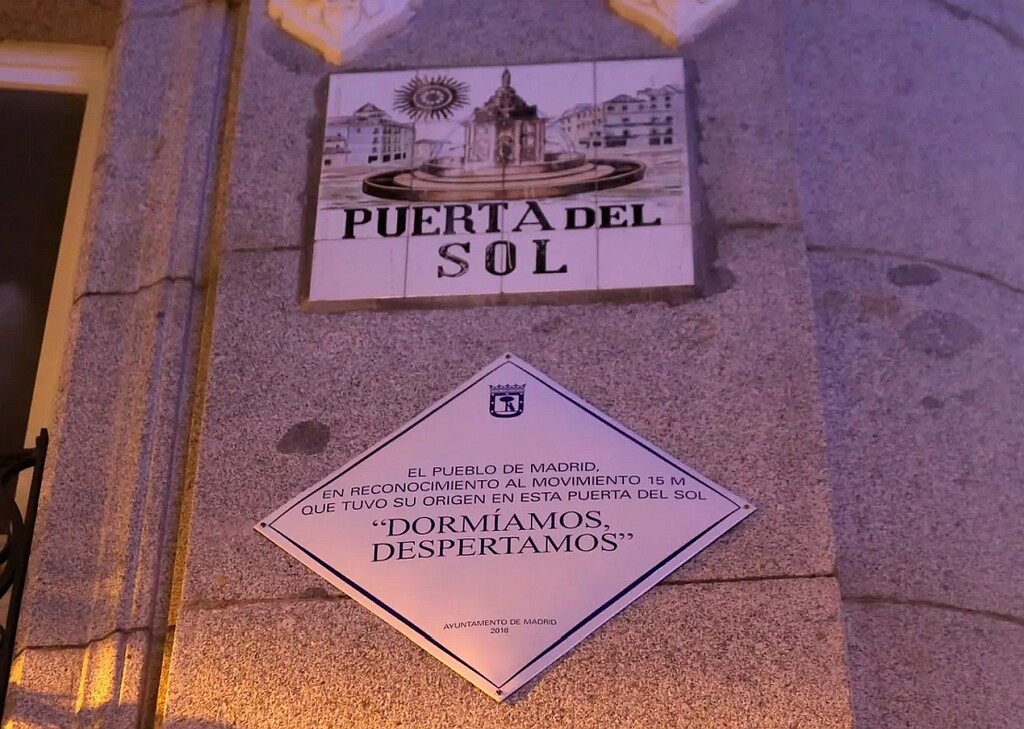 PUERTA DEL
SOL
EL PUEBLO DE MADRID,
EN RECONOCIMIENTO AL MOVIMIENTO 15 M
QUE TUVO SU ORIGEN EN ESTA PUERTA DEL SOL
“DORMÍAMOS,
DESPERTAMOS”
AYUNTAMIENTO DE MADRID
2018